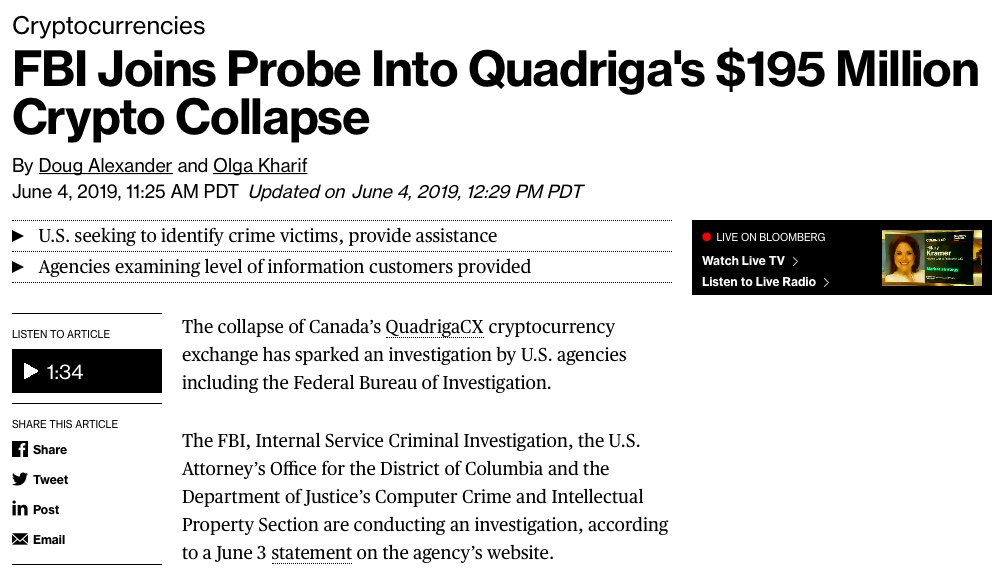 Cryptocurrencies
FBI Joins Probe Into Quadriga's $195 Million
Crypto Collapse
By Doug Alexander and Olga Kharif
June 4, 2019, 11:25 AM PDT Updated on June 4, 2019, 12:29 PM PDT
U.S. seeking to identify crime victims, provide assistance
Agencies examining level of information customers provided
LIVE ON BLOOMBERG
Watch Live TV
Listen to Live Radio
Kramer
Market strategy
LISTEN TO ARTICLE
1:34
SHARE THIS ARTICLE
Share
Tweet
Post
Email
The collapse of Canada’s QuadrigaCX cryptocurrency
exchange has sparked an investigation by U.S. agencies
including the Federal Bureau of Investigation.
The FBI, Internal Service Criminal Investigation, the U.S.
Attorney’s Office for the District of Columbia and the
Department of Justice’s Computer Crime and Intellectual
Property Section are conducting an investigation, according
to a June 3 statement on the agency’s website.